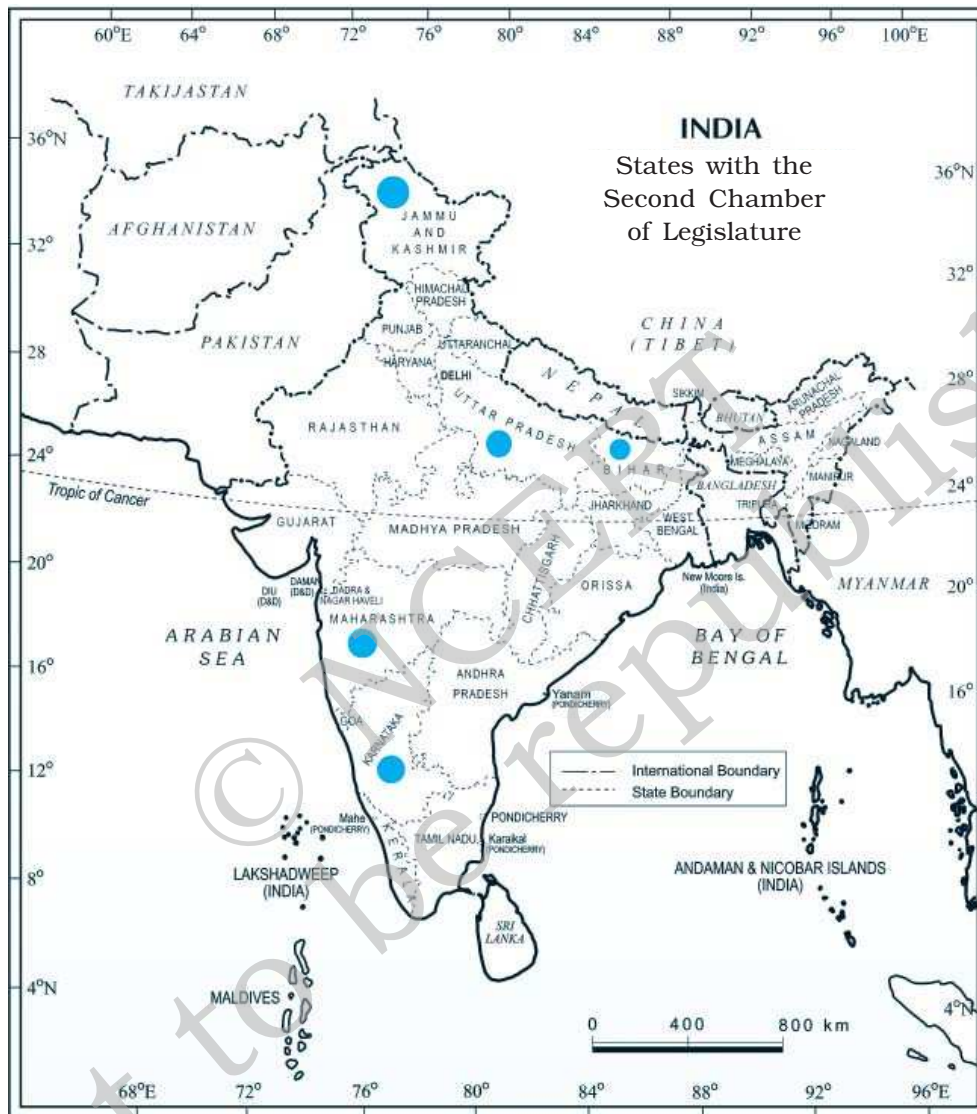 60°E 68°E 72°E 76°E 80°E 84°E 88°E 92°E 96°E 100°E
TAKIJASTAN
36°N
INDIA
States with the
Second Chamber
of Legislature
36°N
JAMMU
AND
KASHMIR
AFGHANISTAN
32°
32°
HIMACHAL
PRADESH
PUNJAB
UTTARANCHAL
CHINA
(TIBET)
PAKISTAN
28°
HARYANA
DELHI
NEPAL
SIKKIM
BHUTAN
ARUNACHAL
PRADESH
28°
RAJASTHAN
UTTAR PRADESH
ASSAM
NAGALAND
24°
BIHAR
MEGHALAYA
MANIPUR
BANGLADESH
24°
Tropic of Cancer
JHARKHAND
TRIPURA
GUJARAT
MADHYA PRADESH
WEST
BENGAL
MIZORAM
20°
DIU
(D&D)
DAMAN
(D&D)
DADRA &
NAGAR HAVELI
CHHATTISGARH
ORISSA
New Moore Is.
(India)
MYANMAR
20°
MAHARASHTRA
ARABIAN
SEA
BAY OF
BENGAL
16°
ANDHRA
PRADESH
Yanam
(PONDICHERRY)
16°
GOA
KARNATAKA
12°
International Boundary
State Boundary
12°
Mahe
(PONDICHERRY)
PONDICHERRY
KERALA
TAMIL NADU
Karaikal
(PONDICHERRY)
LAKSHADWEEP
(INDIA)
ANDAMAN & NICOBAR ISLANDS
(INDIA)
8°
8°
SRI
LANKA
4°N
MALDIVES
4°N
0 400 800 km
68°E 72° 76° 80° 84° 92° 96°E
© NCERT
not to be republis